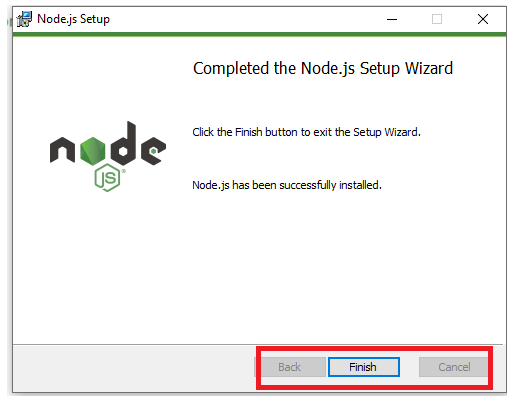 Node.js Setup
Completed the Node.js Setup Wizard
Click the Finish button to exit the Setup Wizard.
node
JS
Node.js has been successfully installed.
Back Finish Cancel